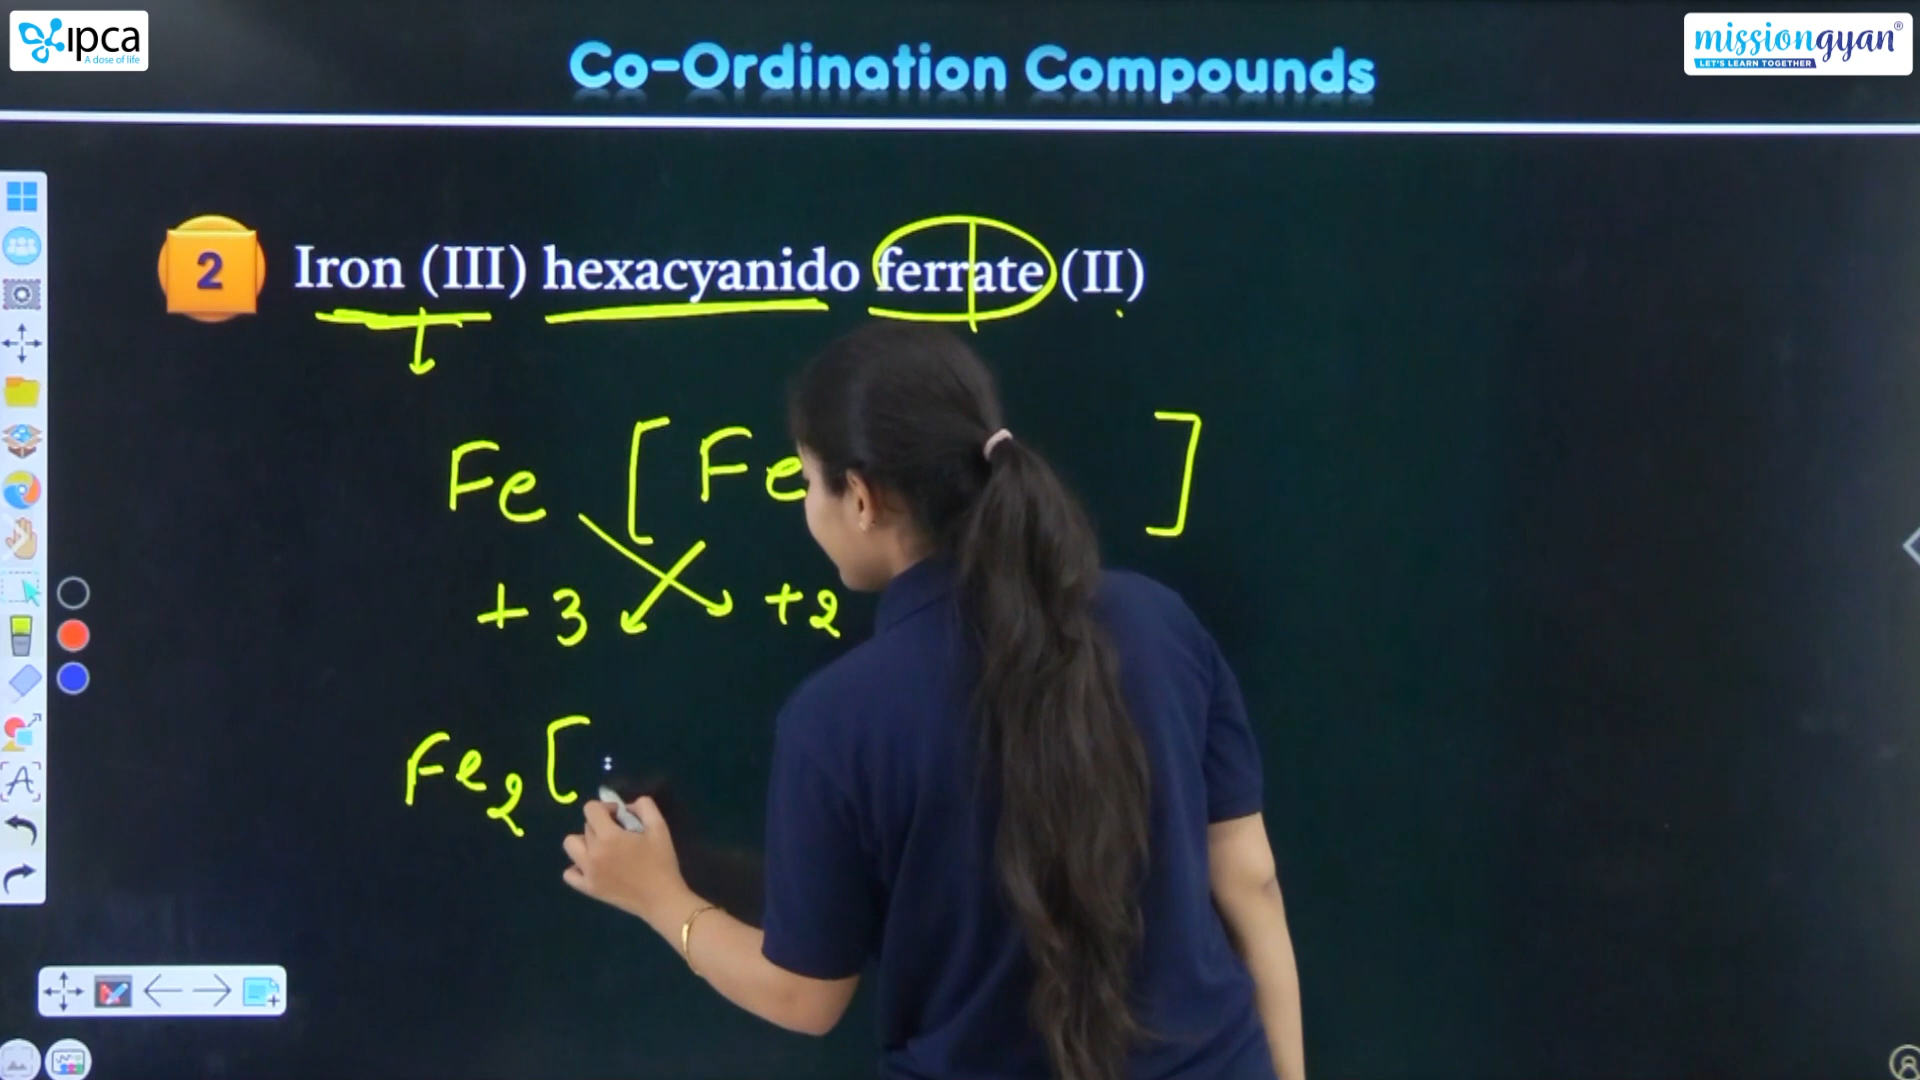 ipca
A dose of life
Co-Ordination Compounds
missiongyan®
LET'S LEARN TOGETHER
2 Iron (III) hexacyanido ferrate (II)
Fe [ Fe ]
+3 +2
Fe2 [